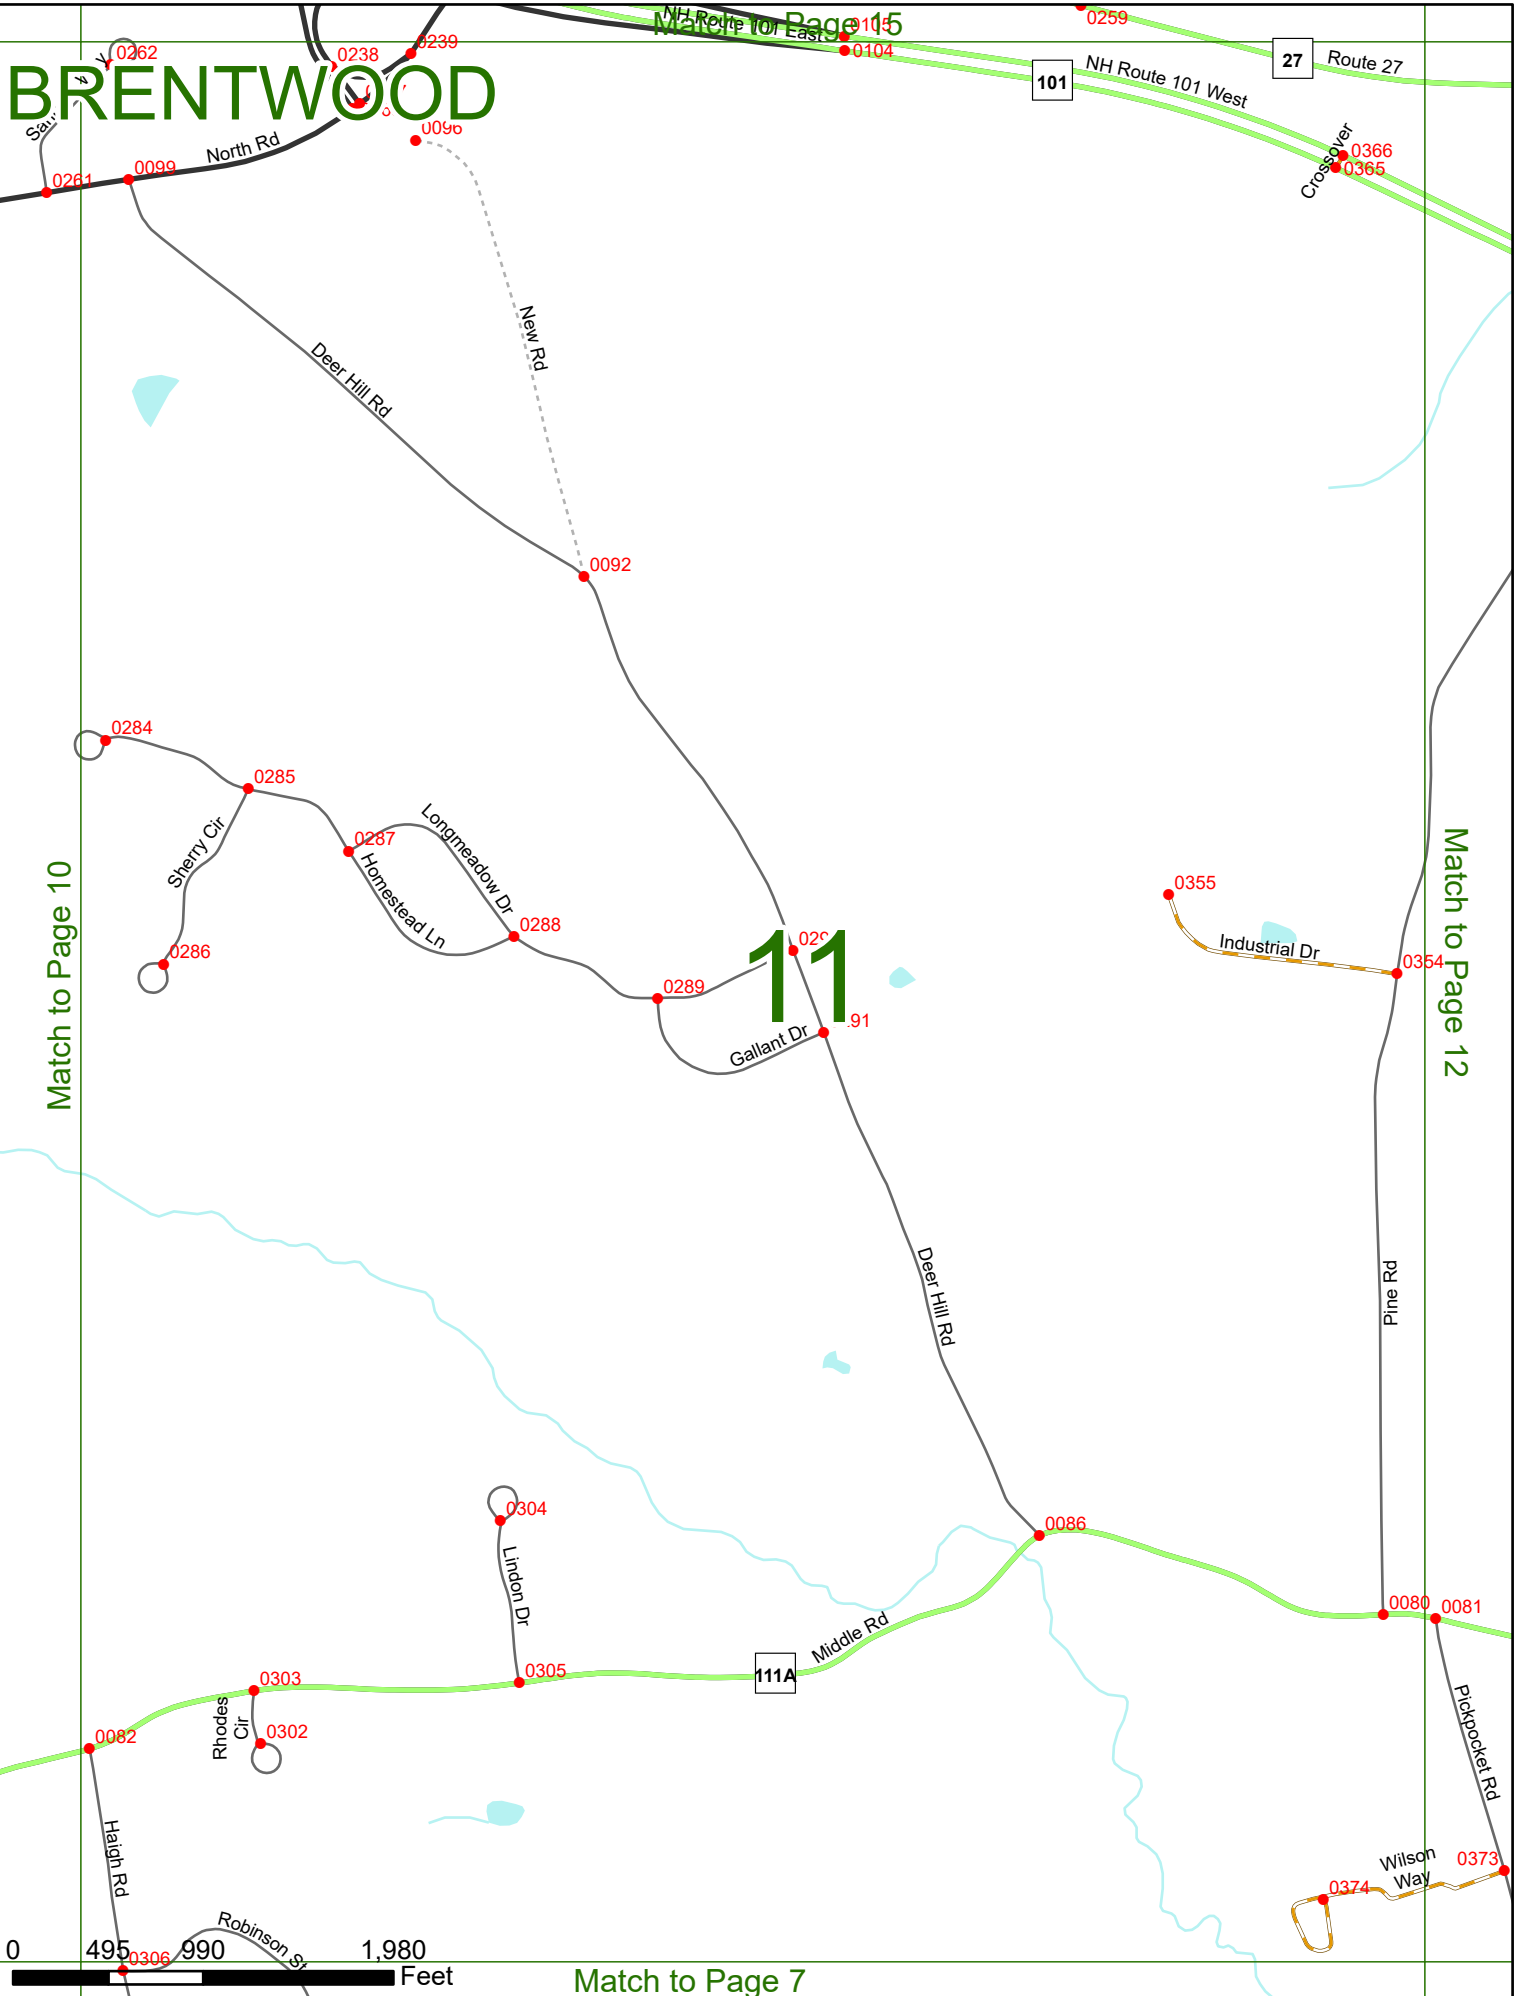 Match to Page 15
NH Route 101 East
0105
0104
0259
27
Route 27
101
NH Route 101 West
0262
0238
0239
BRENTWOOD
0096
North Rd
0261
0099
Crossover
0366
0365
New Rd
Deer Hill Rd
0092
0284
0285
Sherry Cir
0287
Longmeadow Dr
Homestead Ln
0288
0286
0289
11
Gallant Dr
0355
Industrial Dr
0354
Match to Page 10
Match to Page 12
Deer Hill Rd
Pine Rd
0304
Lindon Dr
0086
0080
0081
Middle Rd
111A
0305
0303
Rhodes
Cir
0302
0082
Haigh Rd
Pickpocket Rd
Wilson
Way
0373
0374
Robinson St
0306
0 495 990 1,980
Feet
Match to Page 7